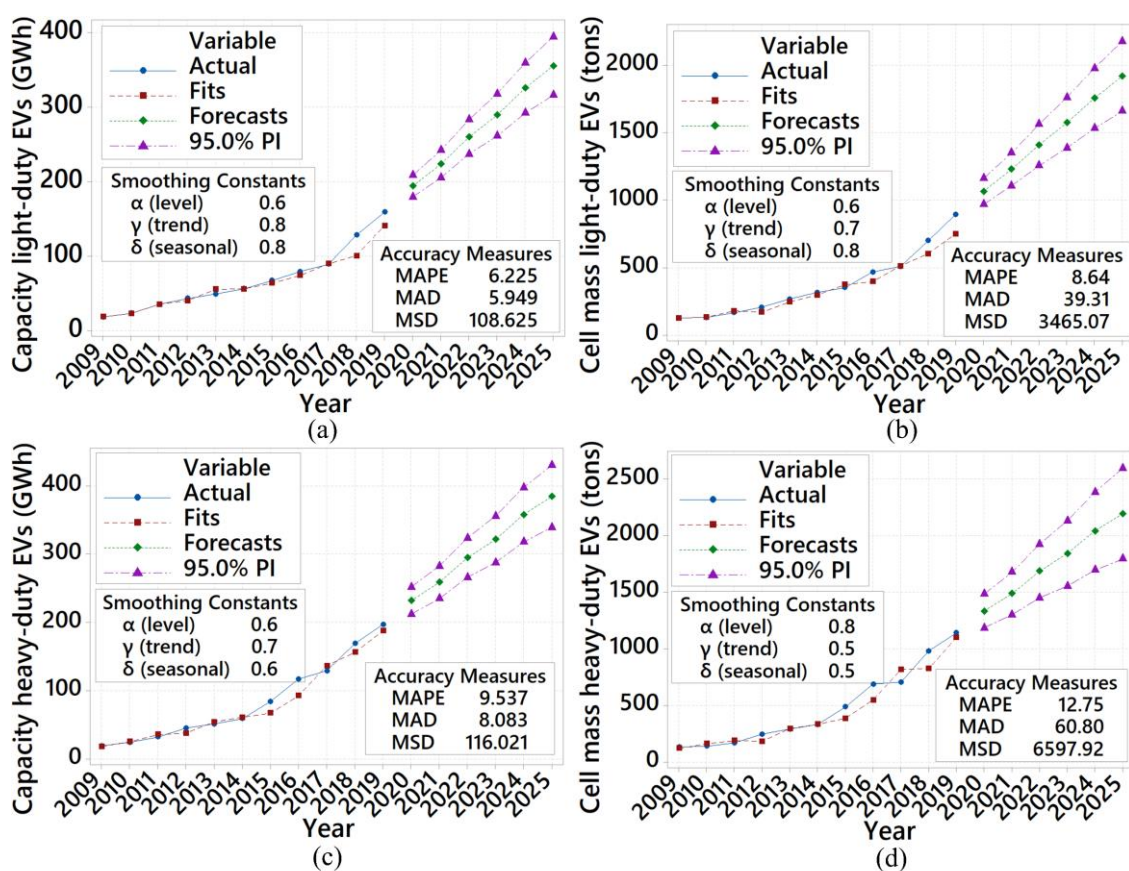 Capacity light-duty EVs (GWh)
400
300
200
100
0
Variable
Actual
Fits
Forecasts
95.0% PI
Smoothing Constants
α (level) 0.6
γ (trend) 0.8
δ (seasonal) 0.8
Accuracy Measures
MAPE 6.225
MAD 5.949
MSD 108.625
2009 2010 2011 2012 2013 2014 2015 2016 2017 2018 2019 2020 2021 2022 2023 2024 2025
Year
(a)
Cell mass light-duty EVs (tons)
2000
1500
1000
500
0
Variable
Actual
Fits
Forecasts
95.0% PI
Smoothing Constants
α (level) 0.6
γ (trend) 0.7
δ (seasonal) 0.8
Accuracy Measures
MAPE 8.64
MAD 39.31
MSD 3465.07
2009 2010 2011 2012 2013 2014 2015 2016 2017 2018 2019 2020 2021 2022 2023 2024 2025
Year
(b)
Capacity heavy-duty EVs (GWh)
400
300
200
100
0
Variable
Actual
Fits
Forecasts
95.0% PI
Smoothing Constants
α (level) 0.6
γ (trend) 0.7
δ (seasonal) 0.6
Accuracy Measures
MAPE 9.537
MAD 8.083
MSD 116.021
2009 2010 2011 2012 2013 2014 2015 2016 2017 2018 2019 2020 2021 2022 2023 2024 2025
Year
(c)
Cell mass heavy-duty EVs (tons)
2500
2000
1500
1000
500
0
Variable
Actual
Fits
Forecasts
95.0% PI
Smoothing Constants
α (level) 0.8
γ (trend) 0.5
δ (seasonal) 0.5
Accuracy Measures
MAPE 12.75
MAD 60.80
MSD 6597.92
2009 2010 2011 2012 2013 2014 2015 2016 2017 2018 2019 2020 2021 2022 2023 2024 2025
Year
(d)